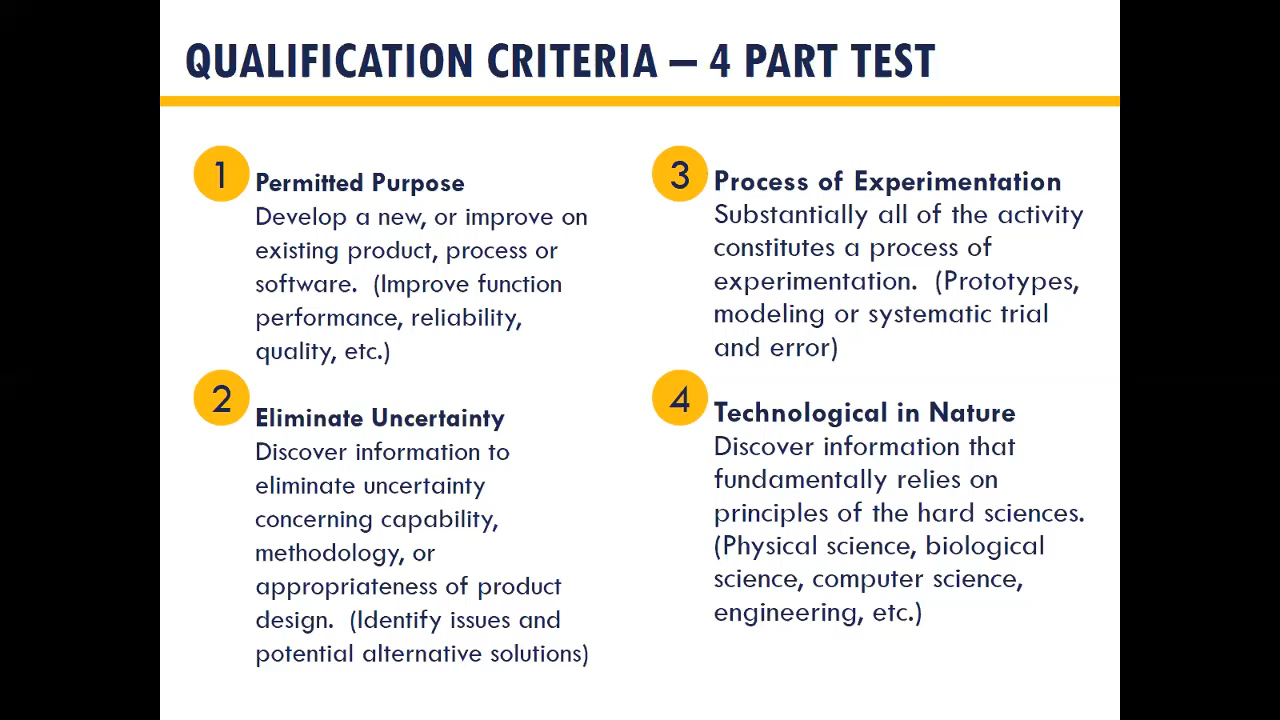 QUALIFICATION CRITERIA – 4 PART TEST
1
Permitted Purpose
Develop a new, or improve on
existing product, process or
software. (Improve function
performance, reliability,
quality, etc.)
2
Eliminate Uncertainty
Discover information to
eliminate uncertainty
concerning capability,
methodology, or
appropriateness of product
design. (Identify issues and
potential alternative solutions)
3
Process of Experimentation
Substantially all of the activity
constitutes a process of
experimentation. (Prototypes,
modeling or systematic trial
and error)
4
Technological in Nature
Discover information that
fundamentally relies on
principles of the hard sciences.
(Physical science, biological
science, computer science,
engineering, etc.)